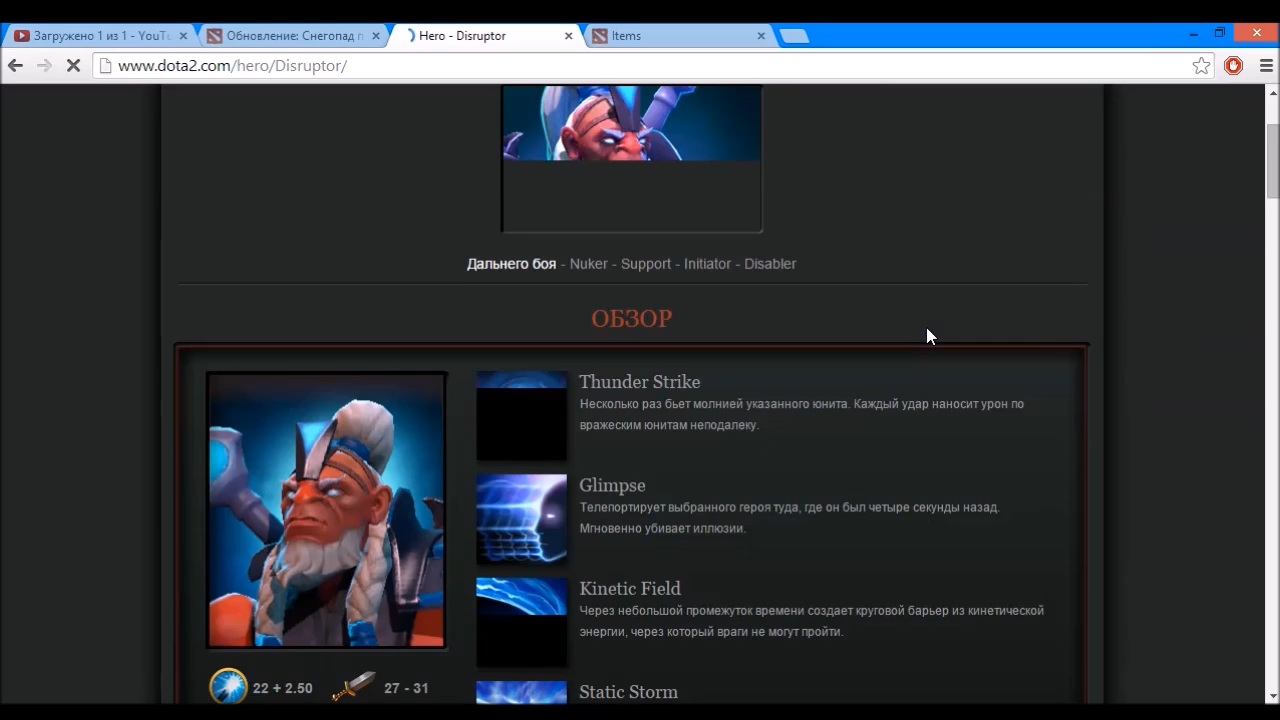 Загружено 1 из 1 - YouTu
Обновление: Снегопад п
Hero - Disruptor
Items
www.dota2.com/hero/Disruptor/
Дальнего боя - Nuker - Support - Initiator - Disabler
ОБЗОР
Thunder Strike
Несколько раз бьет молнией указанного юнита. Каждый удар наносит урон по
вражеским юнитам неподалеку.
Glimpse
Телепортирует выбранного героя туда, где он был четыре секунды назад.
Мгновенно убивает иллюзии.
Kinetic Field
Через небольшой промежуток времени создает круговой барьер из кинетической
энергии, через который враги не могут пройти.
22 + 2.50
27 - 31
Static Storm